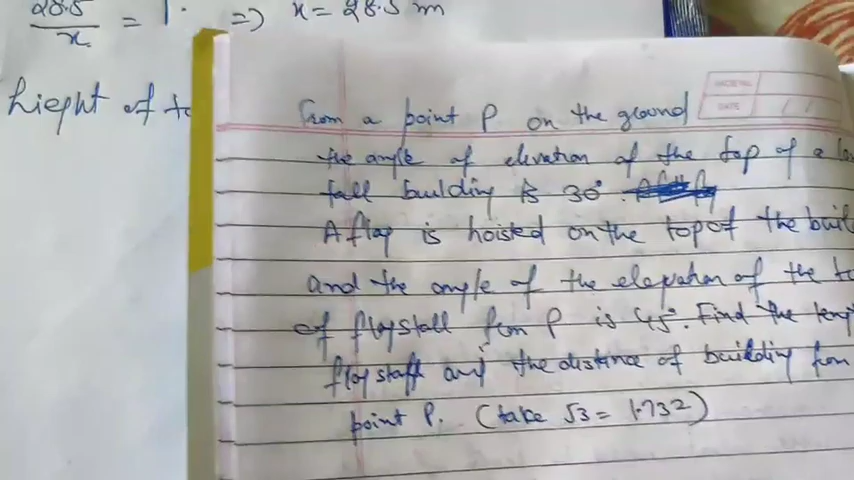 28.5/x = 1. => x = 28.5 m
hieght of
From a point P on the ground
DATE
the angle of elevation of the top of a
tall building is 30°.
A flag is hoisted on the top of the
and the angle of the elevation of the
of flagstaff from P is 45°. Find the
flag staff and the distance of building from
point P. (take √3 = 1.732)